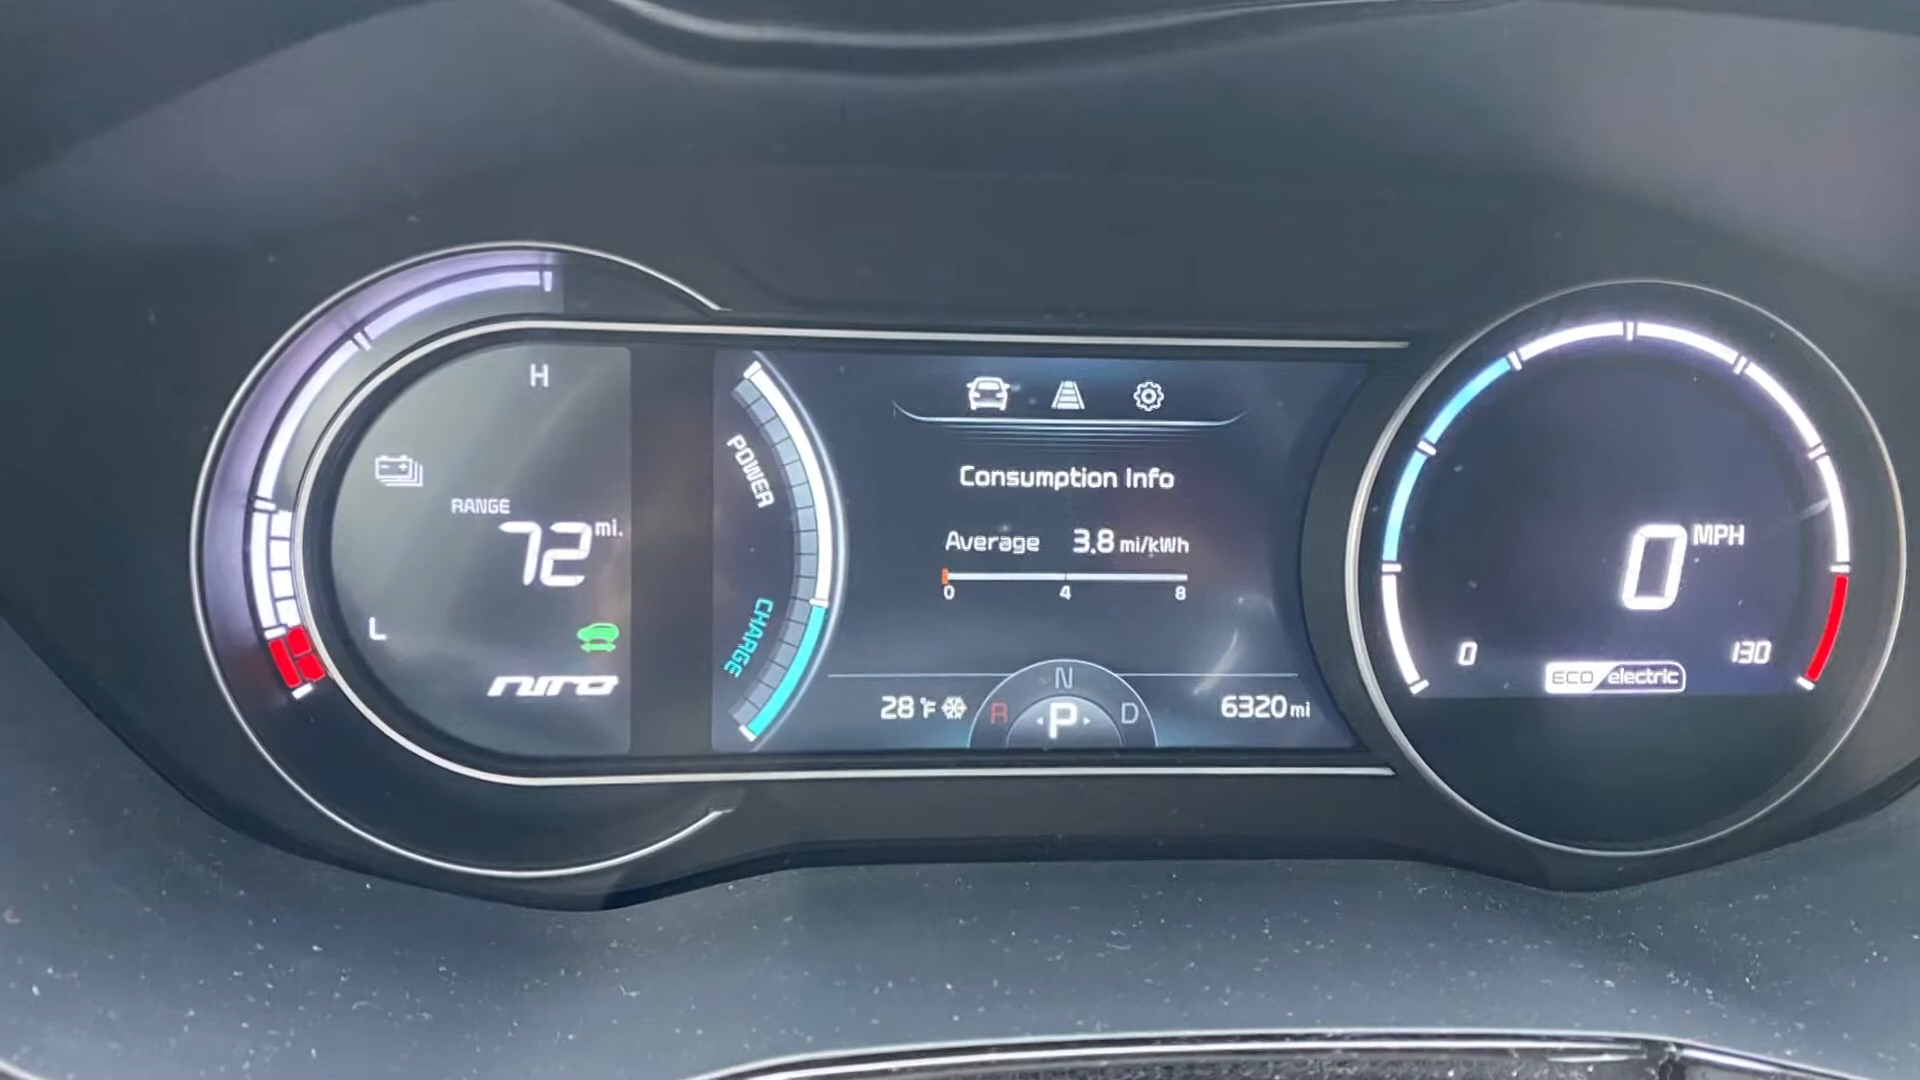 H
RANGE
72 mi.
L
niro
POWER
CHARGE
Consumption Info
Average 3.8 mi/kWh
0 4 8
28°F
R N D
◂P▸
6320 mi
0 MPH
0 130
ECO electric